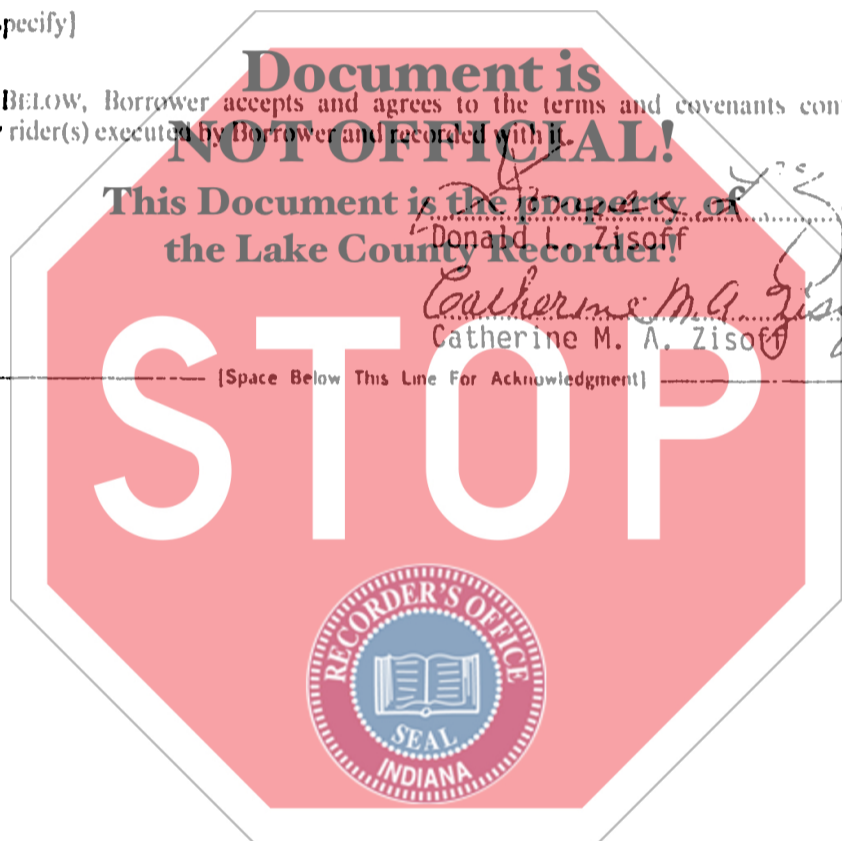 pecify]
Document is
BELOW, Borrower accepts and agrees to the terms and covenants con
rider(s) executed by Borrower and recorded with it.
NOT OFFICIAL!
This Document is the property of
Donald L. Zisoff
the Lake County Recorder!
Catherine M. A. Zisoff
Catherine M. A. Zisoff
[Space Below This Line For Acknowledgment]
STOP
RECORDER'S OFFICE
SEAL
INDIANA